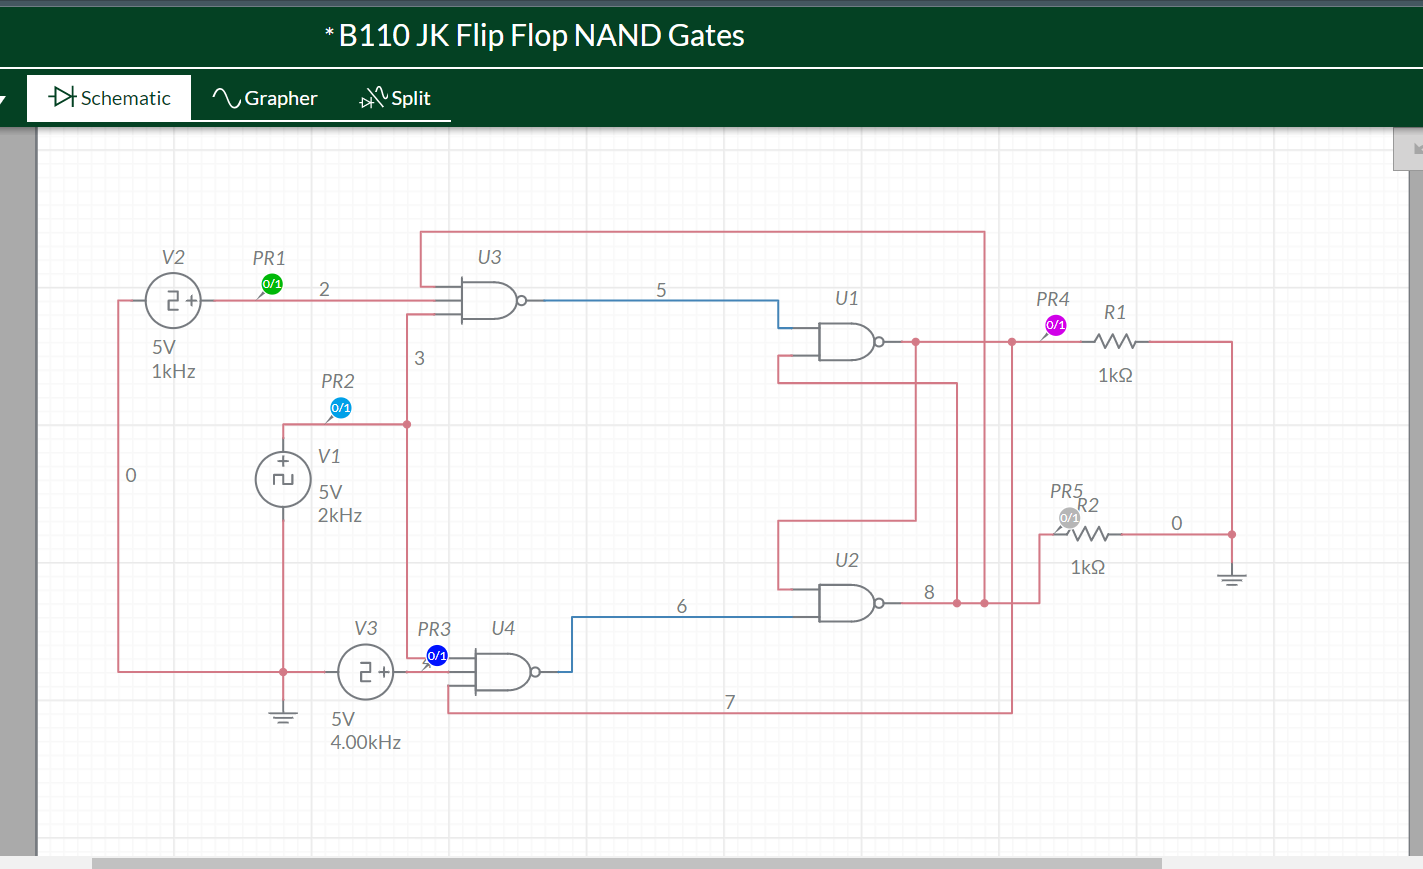 * B110 JK Flip Flop NAND Gates
Schematic
Grapher
Split
V2
PR1
0/1
2
5V
1kHz
U3
5
U1
PR4
0/1
R1
1kΩ
3
PR2
0/1
0
V1
5V
2kHz
PR5
0/1
R2
0
1kΩ
U2
8
6
V3
PR3
0/1
U4
7
5V
4.00kHz